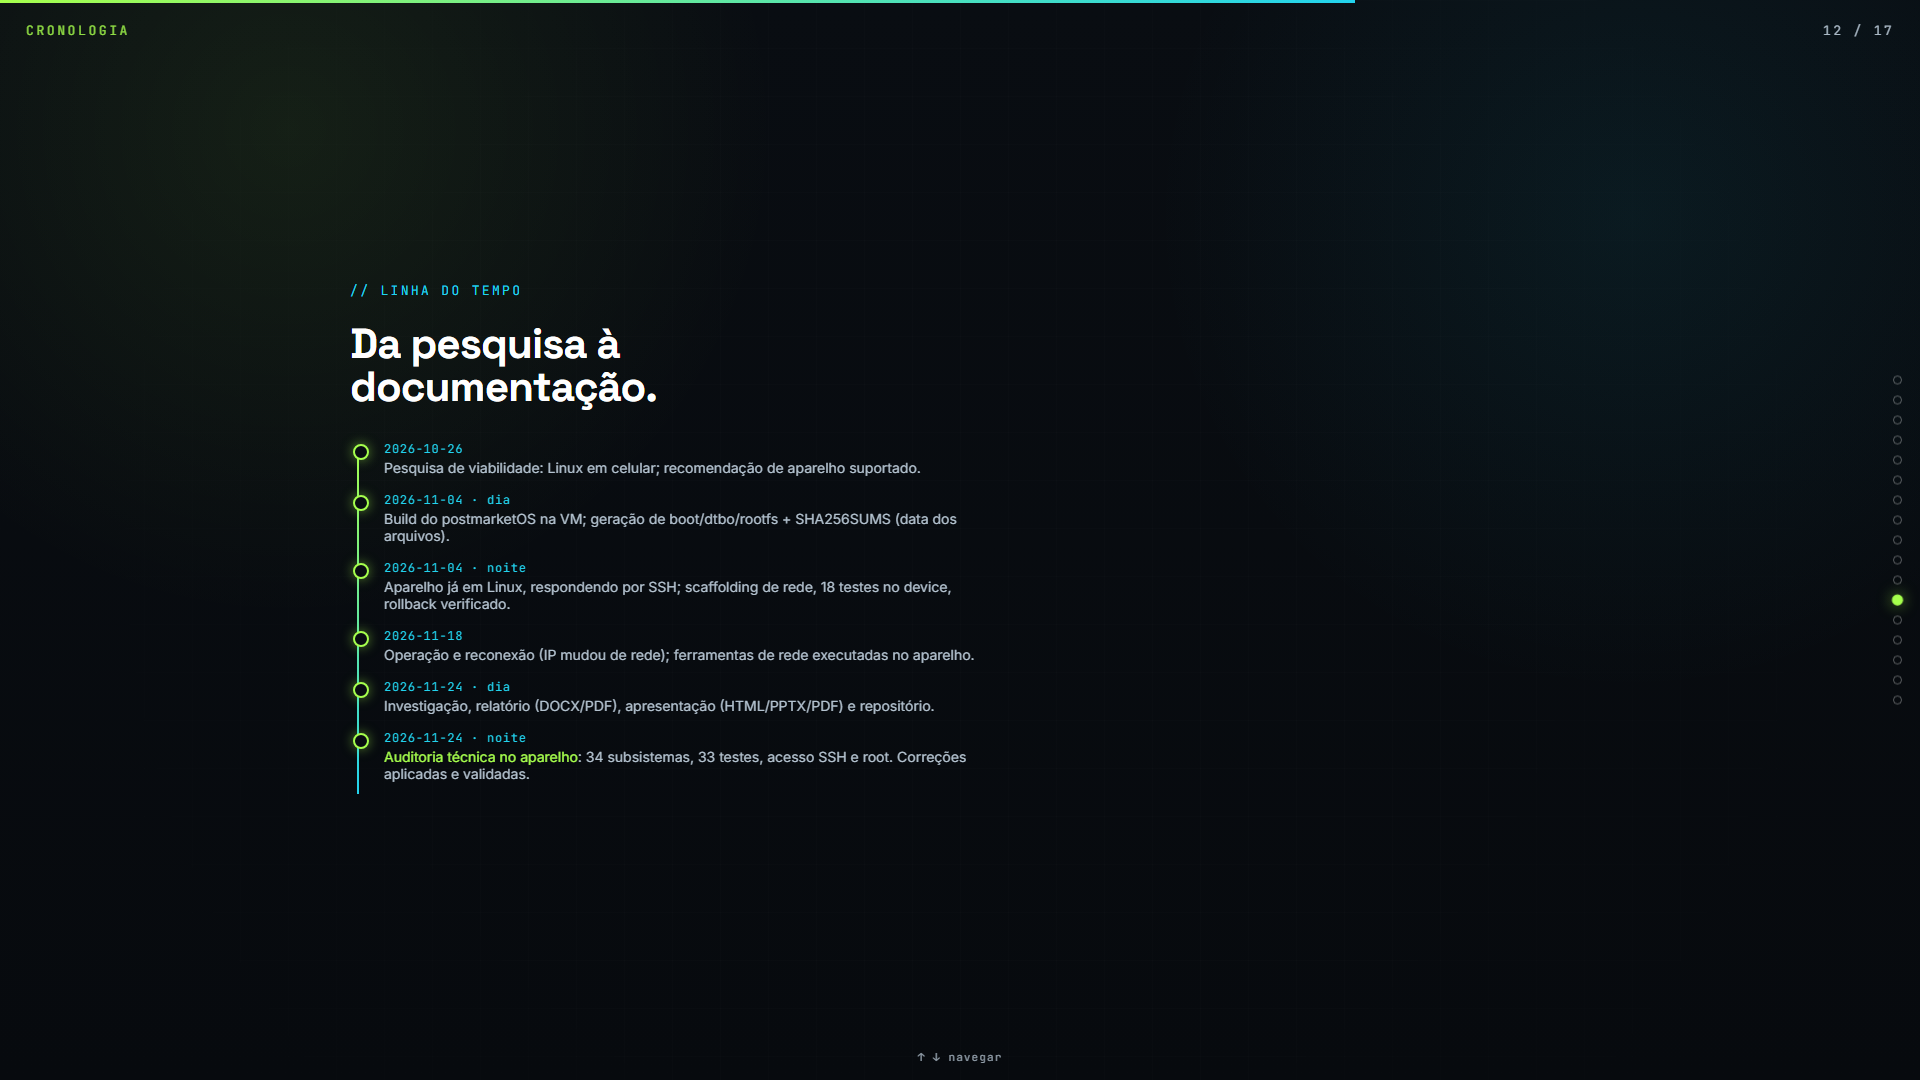 CRONOLOGIA
12 / 17
// LINHA DO TEMPO
Da pesquisa à
documentação.
2026-10-26
Pesquisa de viabilidade: Linux em celular; recomendação de aparelho suportado.
2026-11-04 · dia
Build do postmarketOS na VM; geração de boot/dtbo/rootfs + SHA256SUMS (data dos
arquivos).
2026-11-04 · noite
Aparelho já em Linux, respondendo por SSH; scaffolding de rede, 18 testes no device,
rollback verificado.
2026-11-18
Operação e reconexão (IP mudou de rede); ferramentas de rede executadas no aparelho.
2026-11-24 · dia
Investigação, relatório (DOCX/PDF), apresentação (HTML/PPTX/PDF) e repositório.
2026-11-24 · noite
Auditoria técnica no aparelho: 34 subsistemas, 33 testes, acesso SSH e root. Correções
aplicadas e validadas.
↑ ↓ navegar